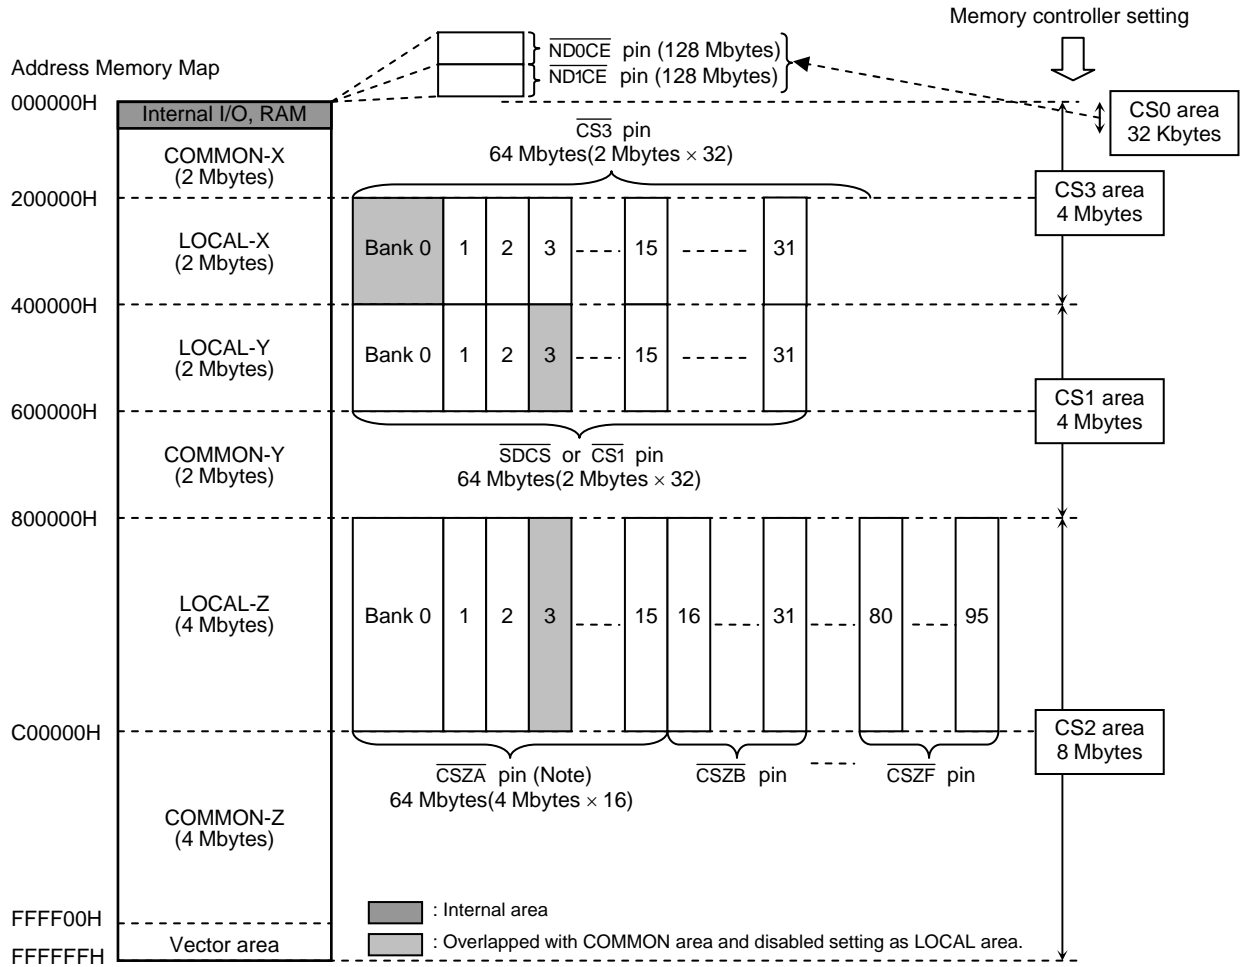 Memory controller setting
ND0CE pin (128 Mbytes)
ND1CE pin (128 Mbytes)
Address Memory Map
000000H
Internal I/O, RAM
CS0 area
32 Kbytes
CS3 pin
64 Mbytes(2 Mbytes × 32)
COMMON-X
(2 Mbytes)
200000H
CS3 area
4 Mbytes
LOCAL-X
(2 Mbytes)
Bank 0 1 2 3 15 31
400000H
LOCAL-Y
(2 Mbytes)
Bank 0 1 2 3 15 31
CS1 area
4 Mbytes
600000H
SDCS or CS1 pin
64 Mbytes(2 Mbytes × 32)
COMMON-Y
(2 Mbytes)
800000H
LOCAL-Z
(4 Mbytes)
Bank 0 1 2 3 15 16 31 80 95
C00000H
CS2 area
8 Mbytes
CSZA pin (Note)
64 Mbytes(4 Mbytes × 16)
CSZB pin
CSZF pin
COMMON-Z
(4 Mbytes)
FFFF00H
: Internal area
Vector area
: Overlapped with COMMON area and disabled setting as LOCAL area.
FFFFFFH